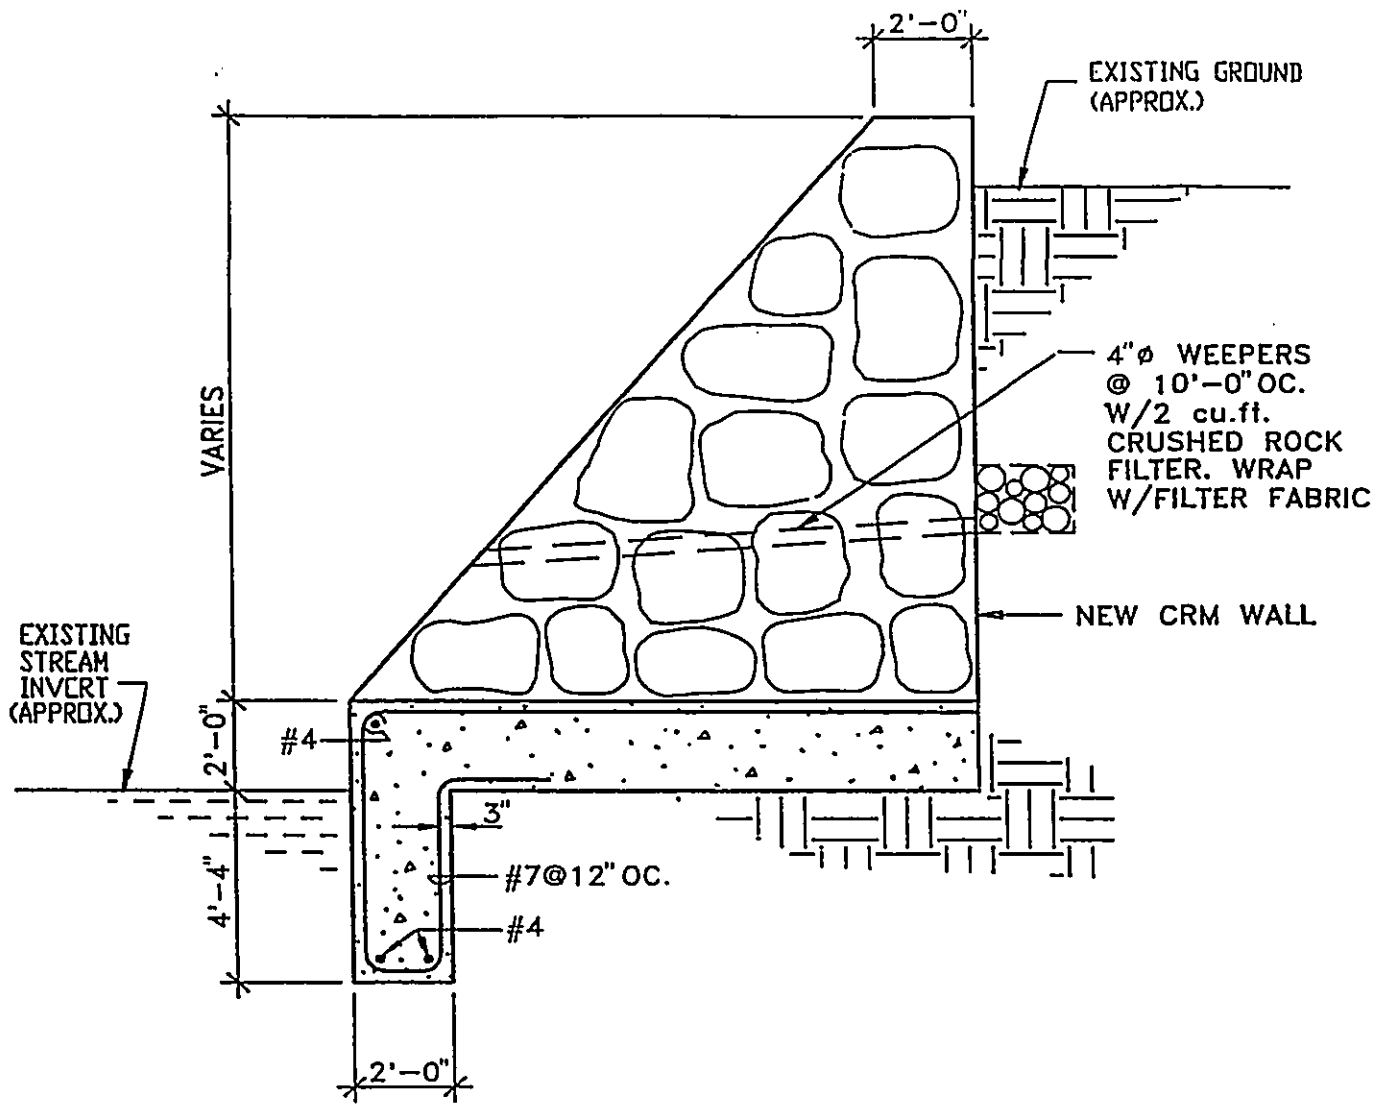 2'-0"
EXISTING GROUND
(APPROX.)
VARIES
4"ø WEEPERS
@ 10'-0"OC.
W/2 cu.ft.
CRUSHED ROCK
FILTER. WRAP
W/FILTER FABRIC
NEW CRM WALL
EXISTING
STREAM
INVERT
(APPROX.)
2'-0"
#4
3"
#7@12"OC.
4'-4"
#4
2'-0"